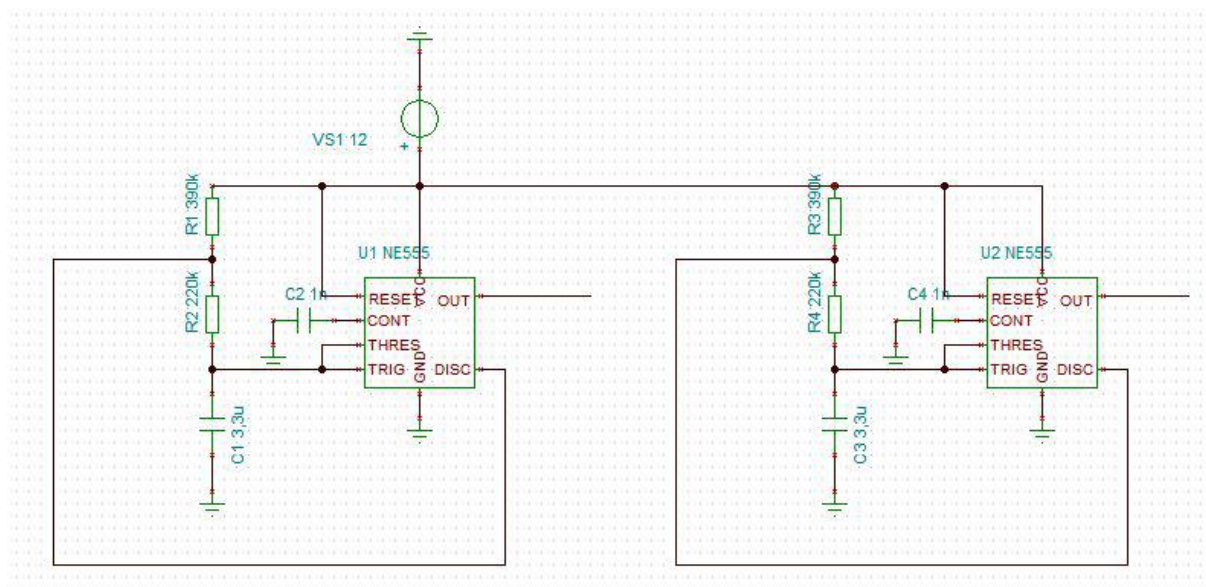 VS1 12
+
R1 390k
R2 220k
C1 3,3u
C2 1n
U1 NE555
RESET
CONT
THRES
TRIG
VCC
GND
OUT
DISC
R3 390k
R4 220k
C3 3,3u
C4 1n
U2 NE555
RESET
CONT
THRES
TRIG
VCC
GND
OUT
DISC